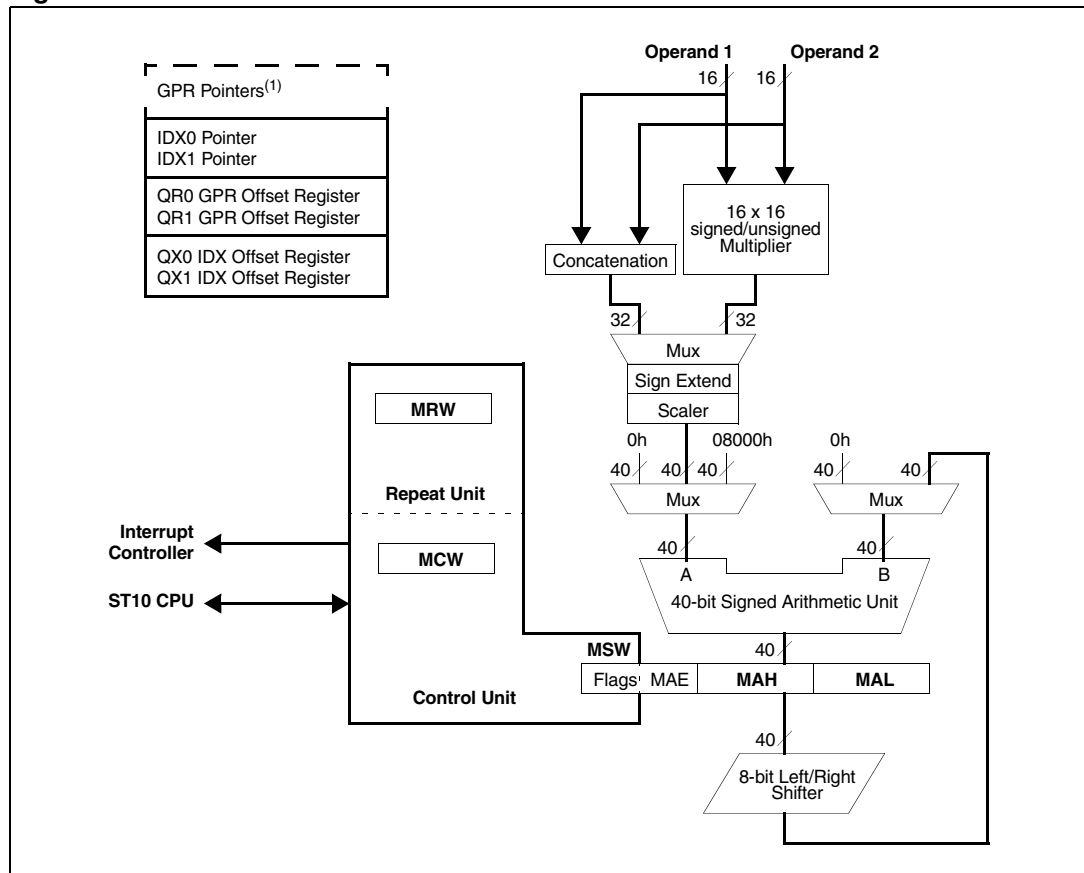 GPR Pointers(1)
IDX0 Pointer
IDX1 Pointer
QR0 GPR Offset Register
QR1 GPR Offset Register
QX0 IDX Offset Register
QX1 IDX Offset Register
Operand 1 Operand 2
16 16
16 x 16
signed/unsigned
Multiplier
Concatenation
32 32
Mux
Sign Extend
Scaler
0h 08000h 0h
40 40 40 40 40
Mux Mux
40 40
A B
40-bit Signed Arithmetic Unit
40
MRW
Repeat Unit
Interrupt
Controller
MCW
ST10 CPU
MSW
Flags MAE MAH MAL
Control Unit
40
8-bit Left/Right
Shifter